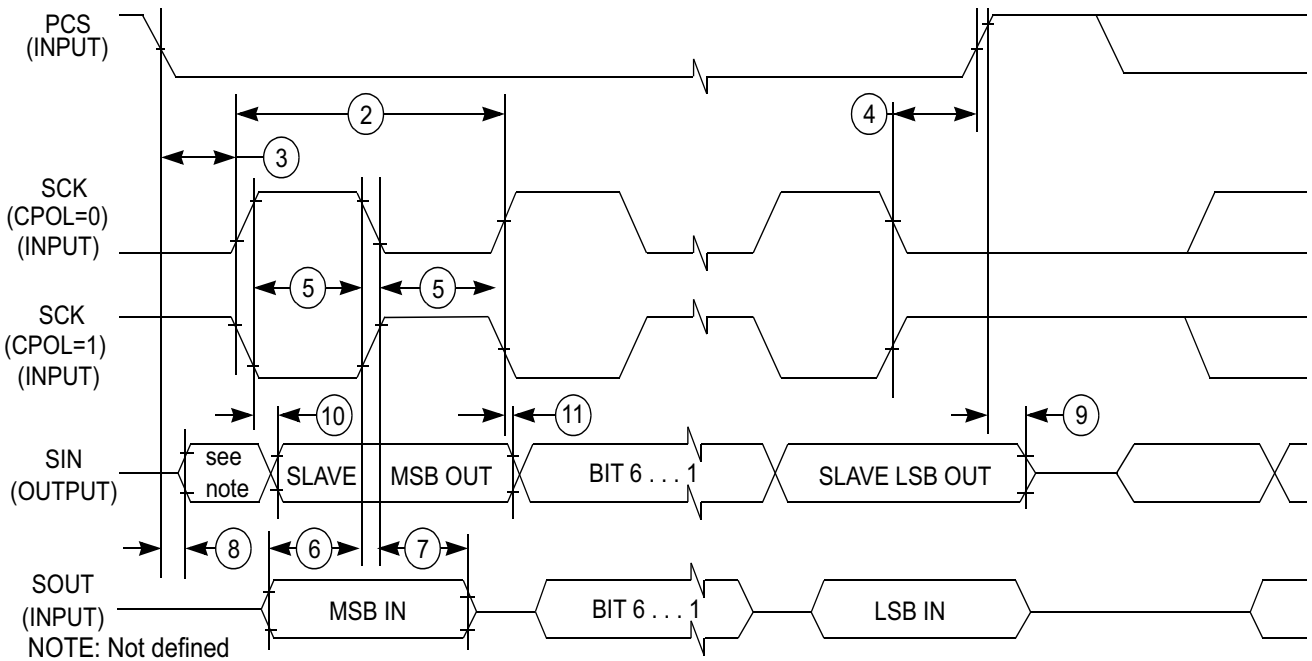 PCS
(INPUT)
2
4
3
SCK
(CPOL=0)
(INPUT)
5
5
SCK
(CPOL=1)
(INPUT)
10
11
9
SIN
(OUTPUT)
see
note
SLAVE
MSB OUT
BIT 6 . . . 1
SLAVE LSB OUT
8
6
7
SOUT
(INPUT)
MSB IN
BIT 6 . . . 1
LSB IN
NOTE: Not defined